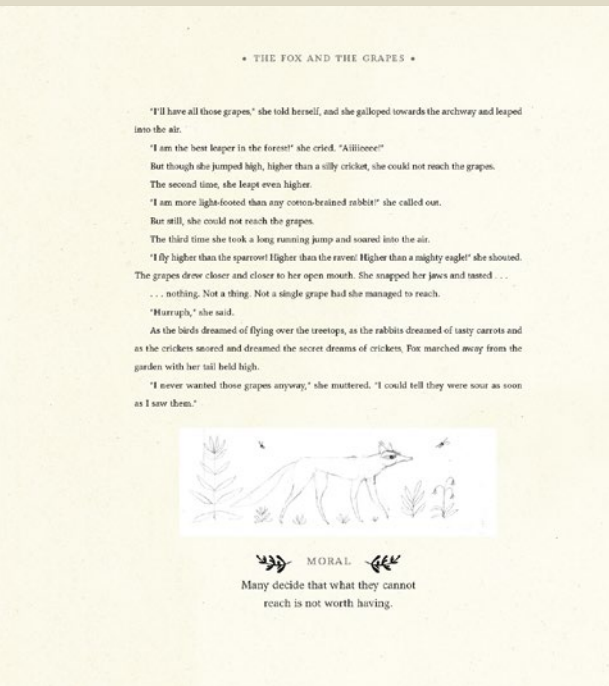 • THE FOX AND THE GRAPES •
"I'll have all those grapes," she told herself, and she galloped towards the archway and leaped
into the air.
"I am the best leaper in the forest!" she cried. "Aiiiieeee!"
But though she jumped high, higher than a silly cricket, she could not reach the grapes.
The second time, she leapt even higher.
"I am more light-footed than any cotton-brained rabbit!" she called out.
But still, she could not reach the grapes.
The third time she took a long running jump and soared into the air.
"I fly higher than the sparrow! Higher than the raven! Higher than a mighty eagle!" she shouted.
The grapes drew closer and closer to her open mouth. She snapped her jaws and tasted . . .
. . . nothing. Not a thing. Not a single grape had she managed to reach.
"Hurruph," she said.
As the birds dreamed of flying over the treetops, as the rabbits dreamed of tasty carrots and
as the crickets snored and dreamed the secret dreams of crickets, Fox marched away from the
garden with her tail held high.
"I never wanted those grapes anyway," she muttered. "I could tell they were sour as soon
as I saw them."
MORAL
Many decide that what they cannot
reach is not worth having.